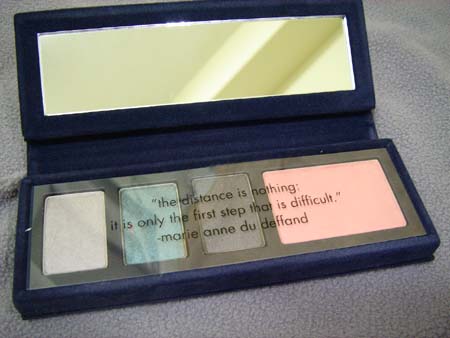 "the distance is nothing:
it is only the first step that is difficult."
-marie anne du deffand